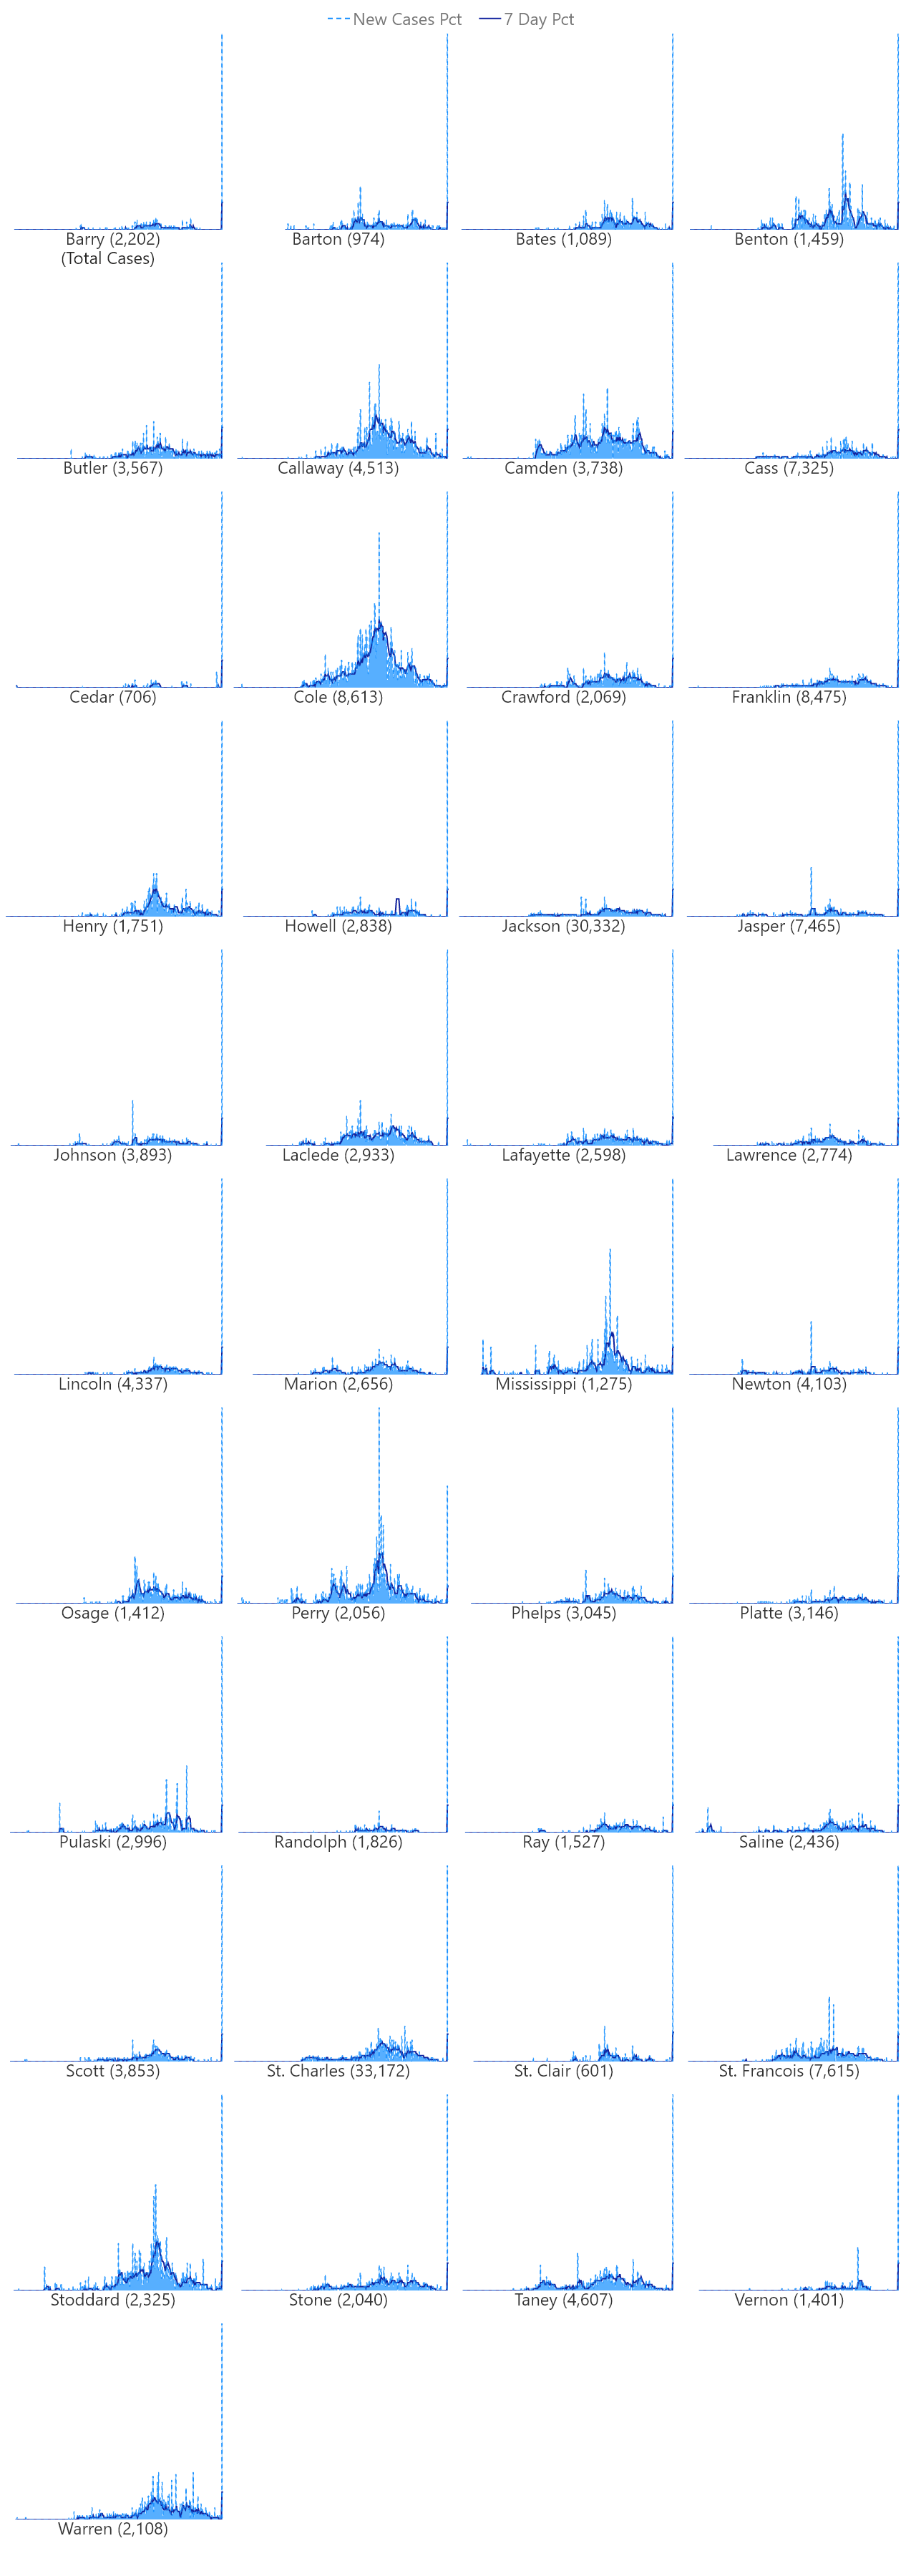 New Cases Pct 7 Day Pct
Barry (2,202) Barton (974) Bates (1,089) Benton (1,459)
(Total Cases)
Butler (3,567) Callaway (4,513) Camden (3,738) Cass (7,325)
Cedar (706) Cole (8,613) Crawford (2,069) Franklin (8,475)
Henry (1,751) Howell (2,838) Jackson (30,332) Jasper (7,465)
Johnson (3,893) Laclede (2,933) Lafayette (2,598) Lawrence (2,774)
Lincoln (4,337) Marion (2,656) Mississippi (1,275) Newton (4,103)
Osage (1,412) Perry (2,056) Phelps (3,045) Platte (3,146)
Pulaski (2,996) Randolph (1,826) Ray (1,527) Saline (2,436)
Scott (3,853) St. Charles (33,172) St. Clair (601) St. Francois (7,615)
Stoddard (2,325) Stone (2,040) Taney (4,607) Vernon (1,401)
Warren (2,108)